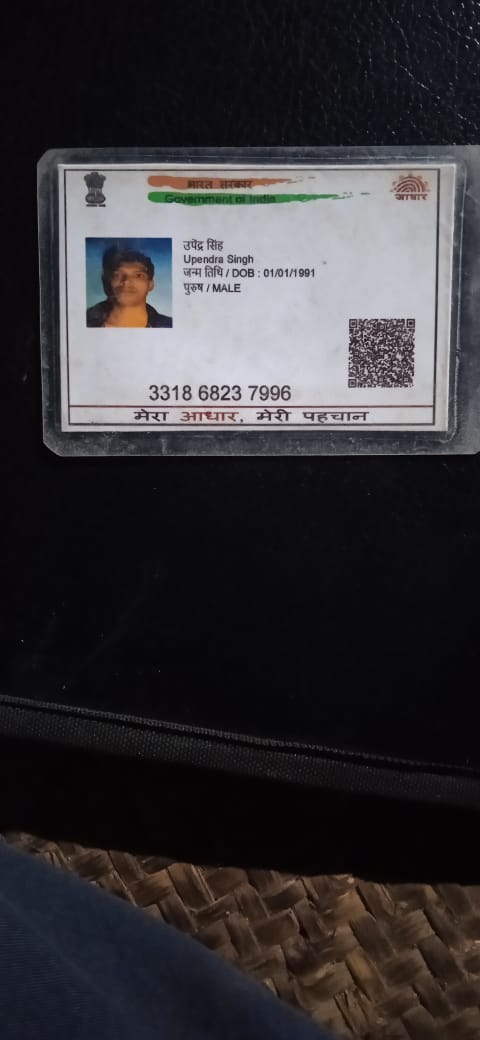 भारत सरकार
Government of India
आधार
उपेंद्र सिंह
Upendra Singh
जन्म तिथि / DOB : 01/01/1991
पुरुष / MALE
3318 6823 7996
मेरा आधार, मेरी पहचान